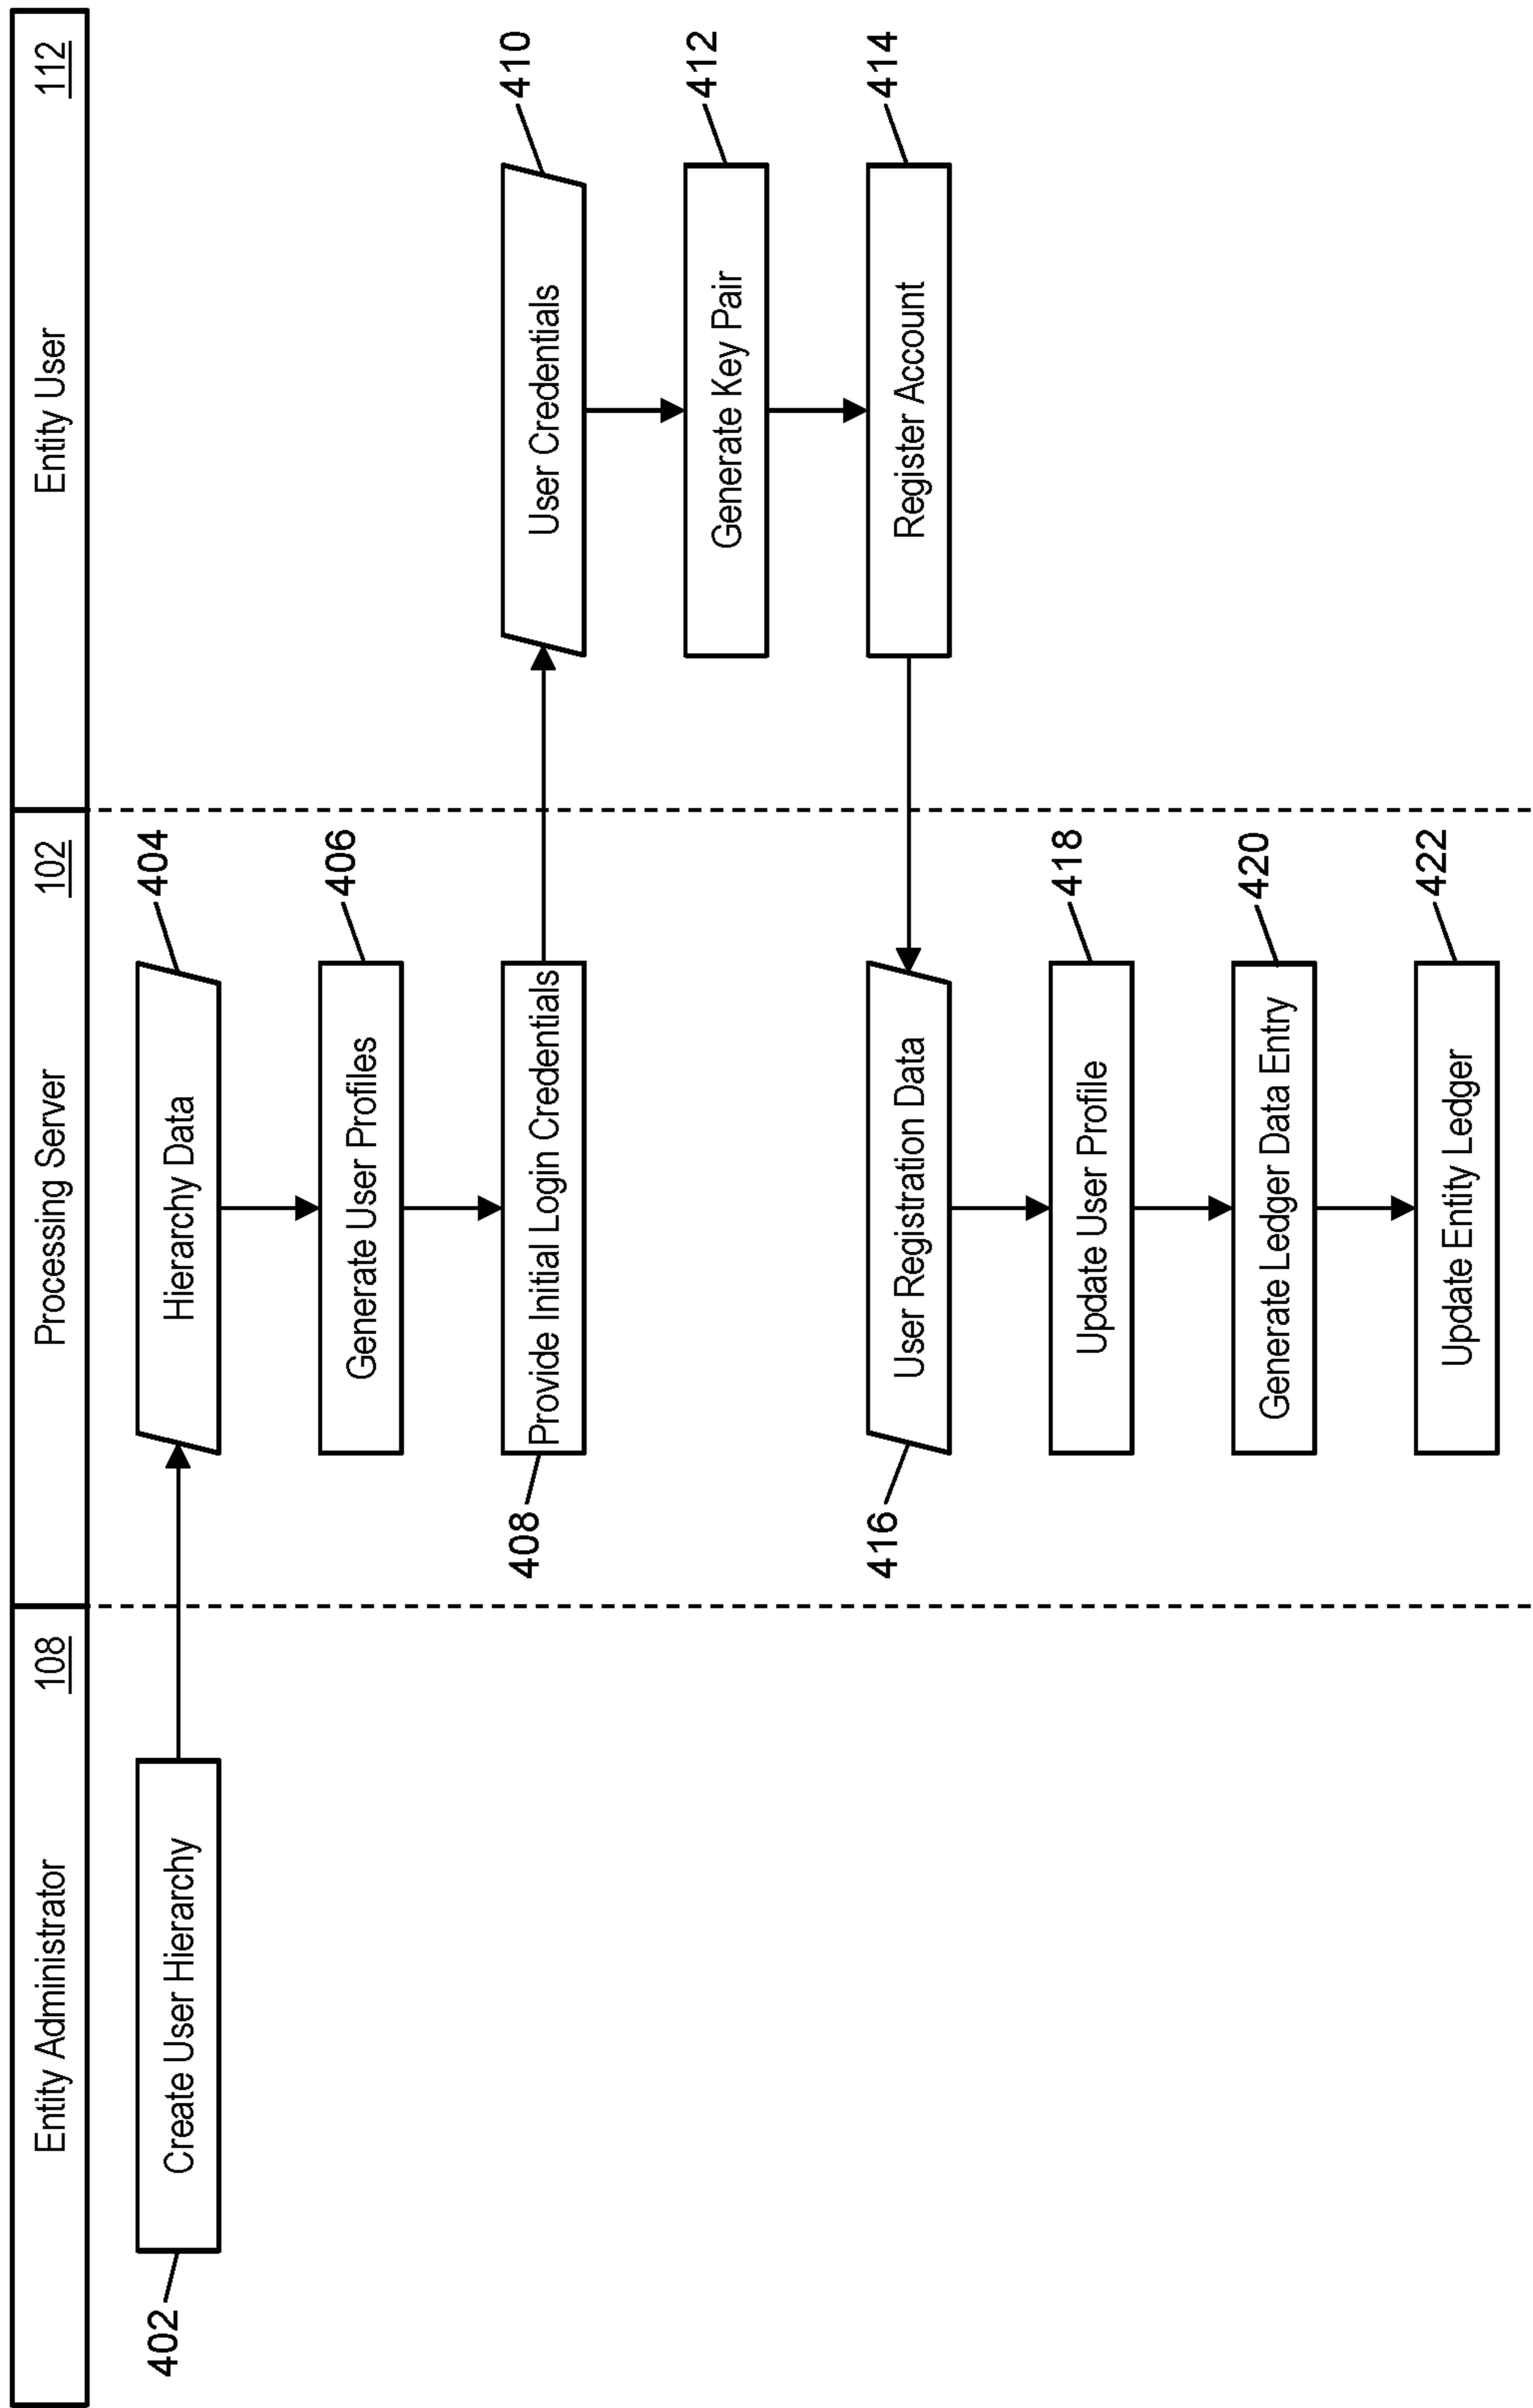 Entity Administrator
108
Processing Server
102
Entity User
112
402
Create User Hierarchy
Hierarchy Data
404
Generate User Profiles
406
408
Provide Initial Login Credentials
User Credentials
410
Generate Key Pair
412
Register Account
414
416
User Registration Data
Update User Profile
418
Generate Ledger Data Entry
420
Update Entity Ledger
422